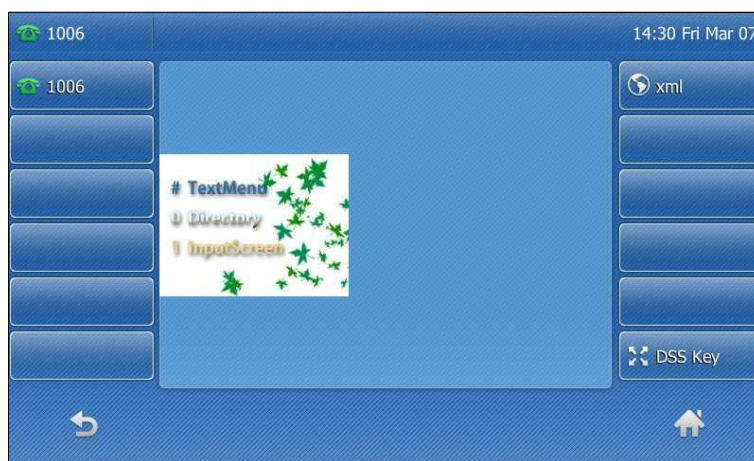 1006
14:30 Fri Mar 07
1006
xml
# TextMenu
0 Directory
1 InputScreen
DSS Key